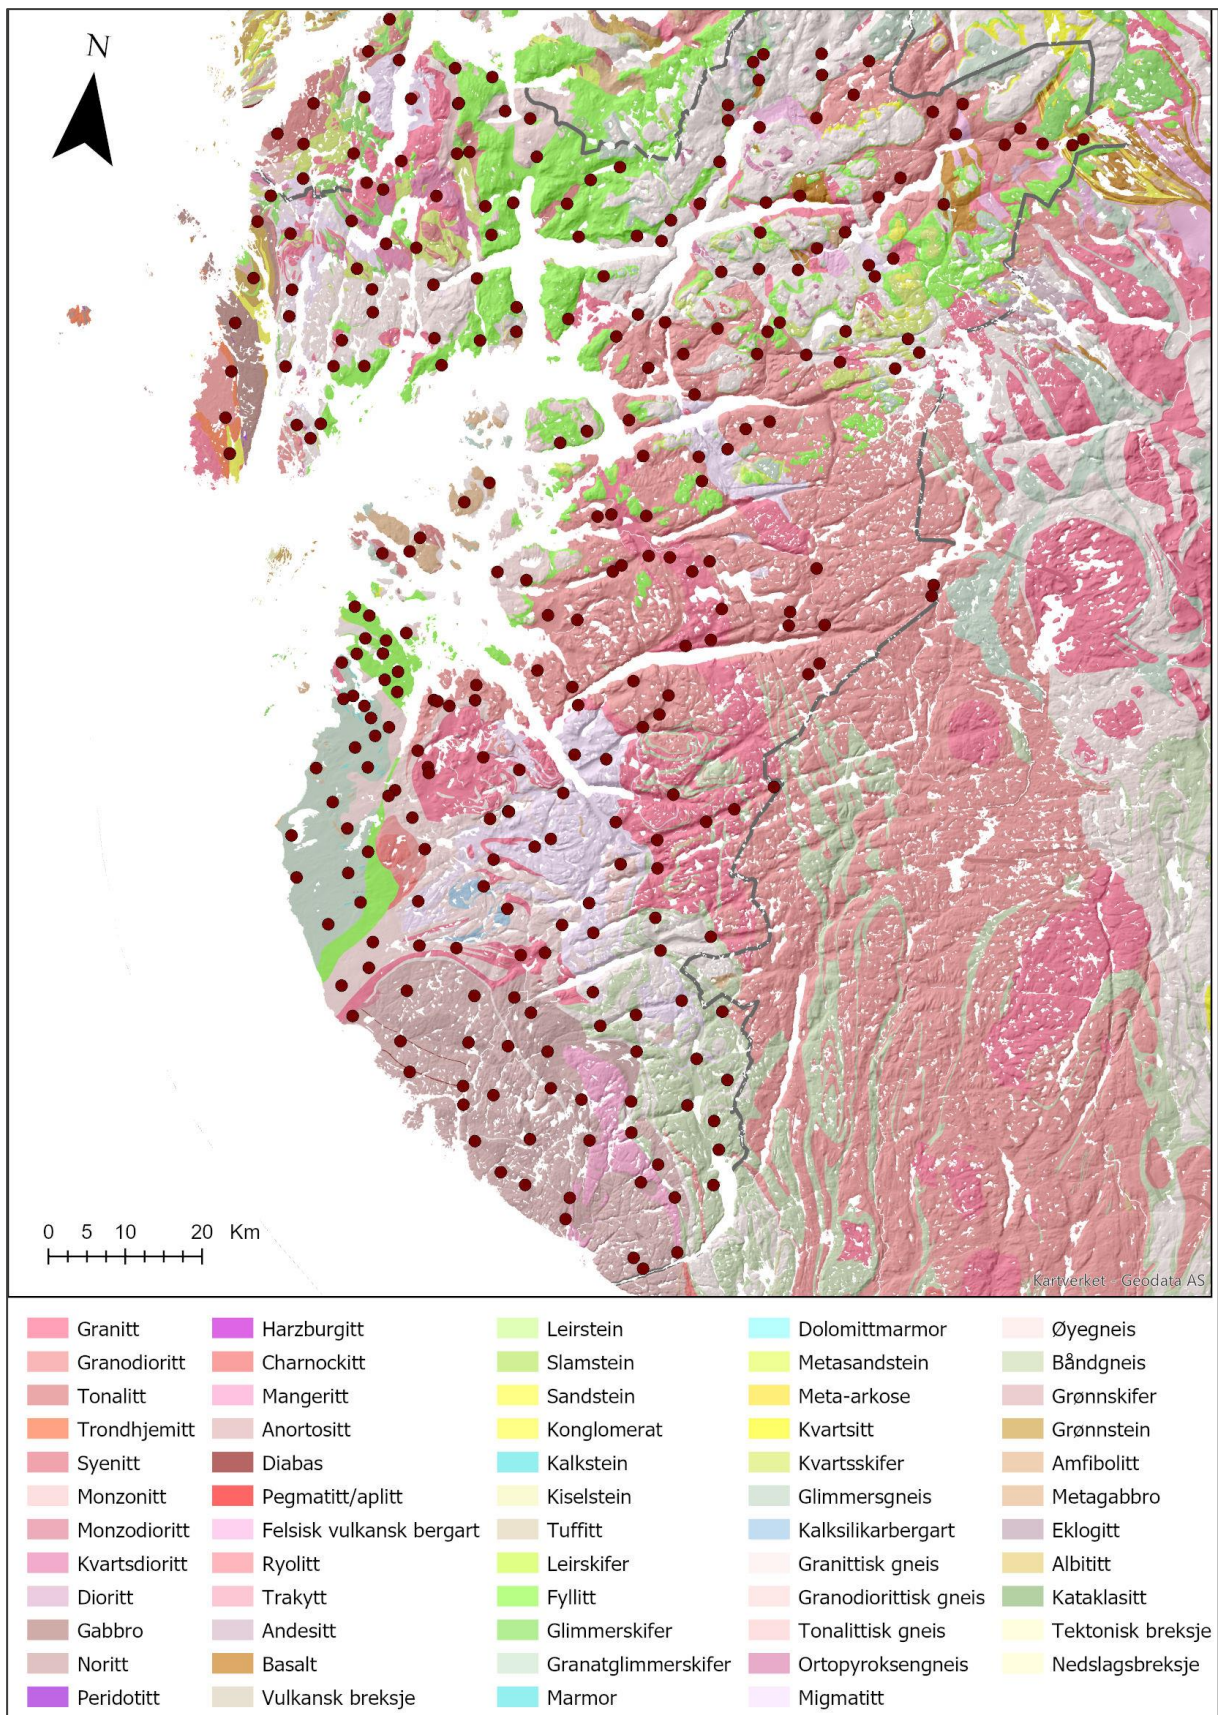 N
0 5 10 20 Km
Kartverket - Geodata AS
Granitt
Granodioritt
Tonalitt
Trondhjemitt
Syenitt
Monzonitt
Monzodioritt
Kvartsdioritt
Dioritt
Gabbro
Noritt
Peridotitt
Harzburgitt
Charnockitt
Mangeritt
Anortositt
Diabas
Pegmatitt/aplitt
Felsisk vulkansk bergart
Ryolitt
Trakytt
Andesitt
Basalt
Vulkansk breksje
Leirstein
Slamstein
Sandstein
Konglomerat
Kalkstein
Kiselstein
Tuffitt
Leirskifer
Fyllitt
Glimmerskifer
Granatglimmerskifer
Marmor
Dolomittmarmor
Metasandstein
Meta-arkose
Kvartsitt
Kvartsskifer
Glimmersgneis
Kalksilikarbergart
Granittisk gneis
Granodiorittisk gneis
Tonalittisk gneis
Ortopyroksengneis
Migmatitt
Øyegneis
Båndgneis
Grønnskifer
Grønnstein
Amfibolitt
Metagabbro
Eklogitt
Albititt
Kataklasitt
Tektonisk breksje
Nedslagsbreksje